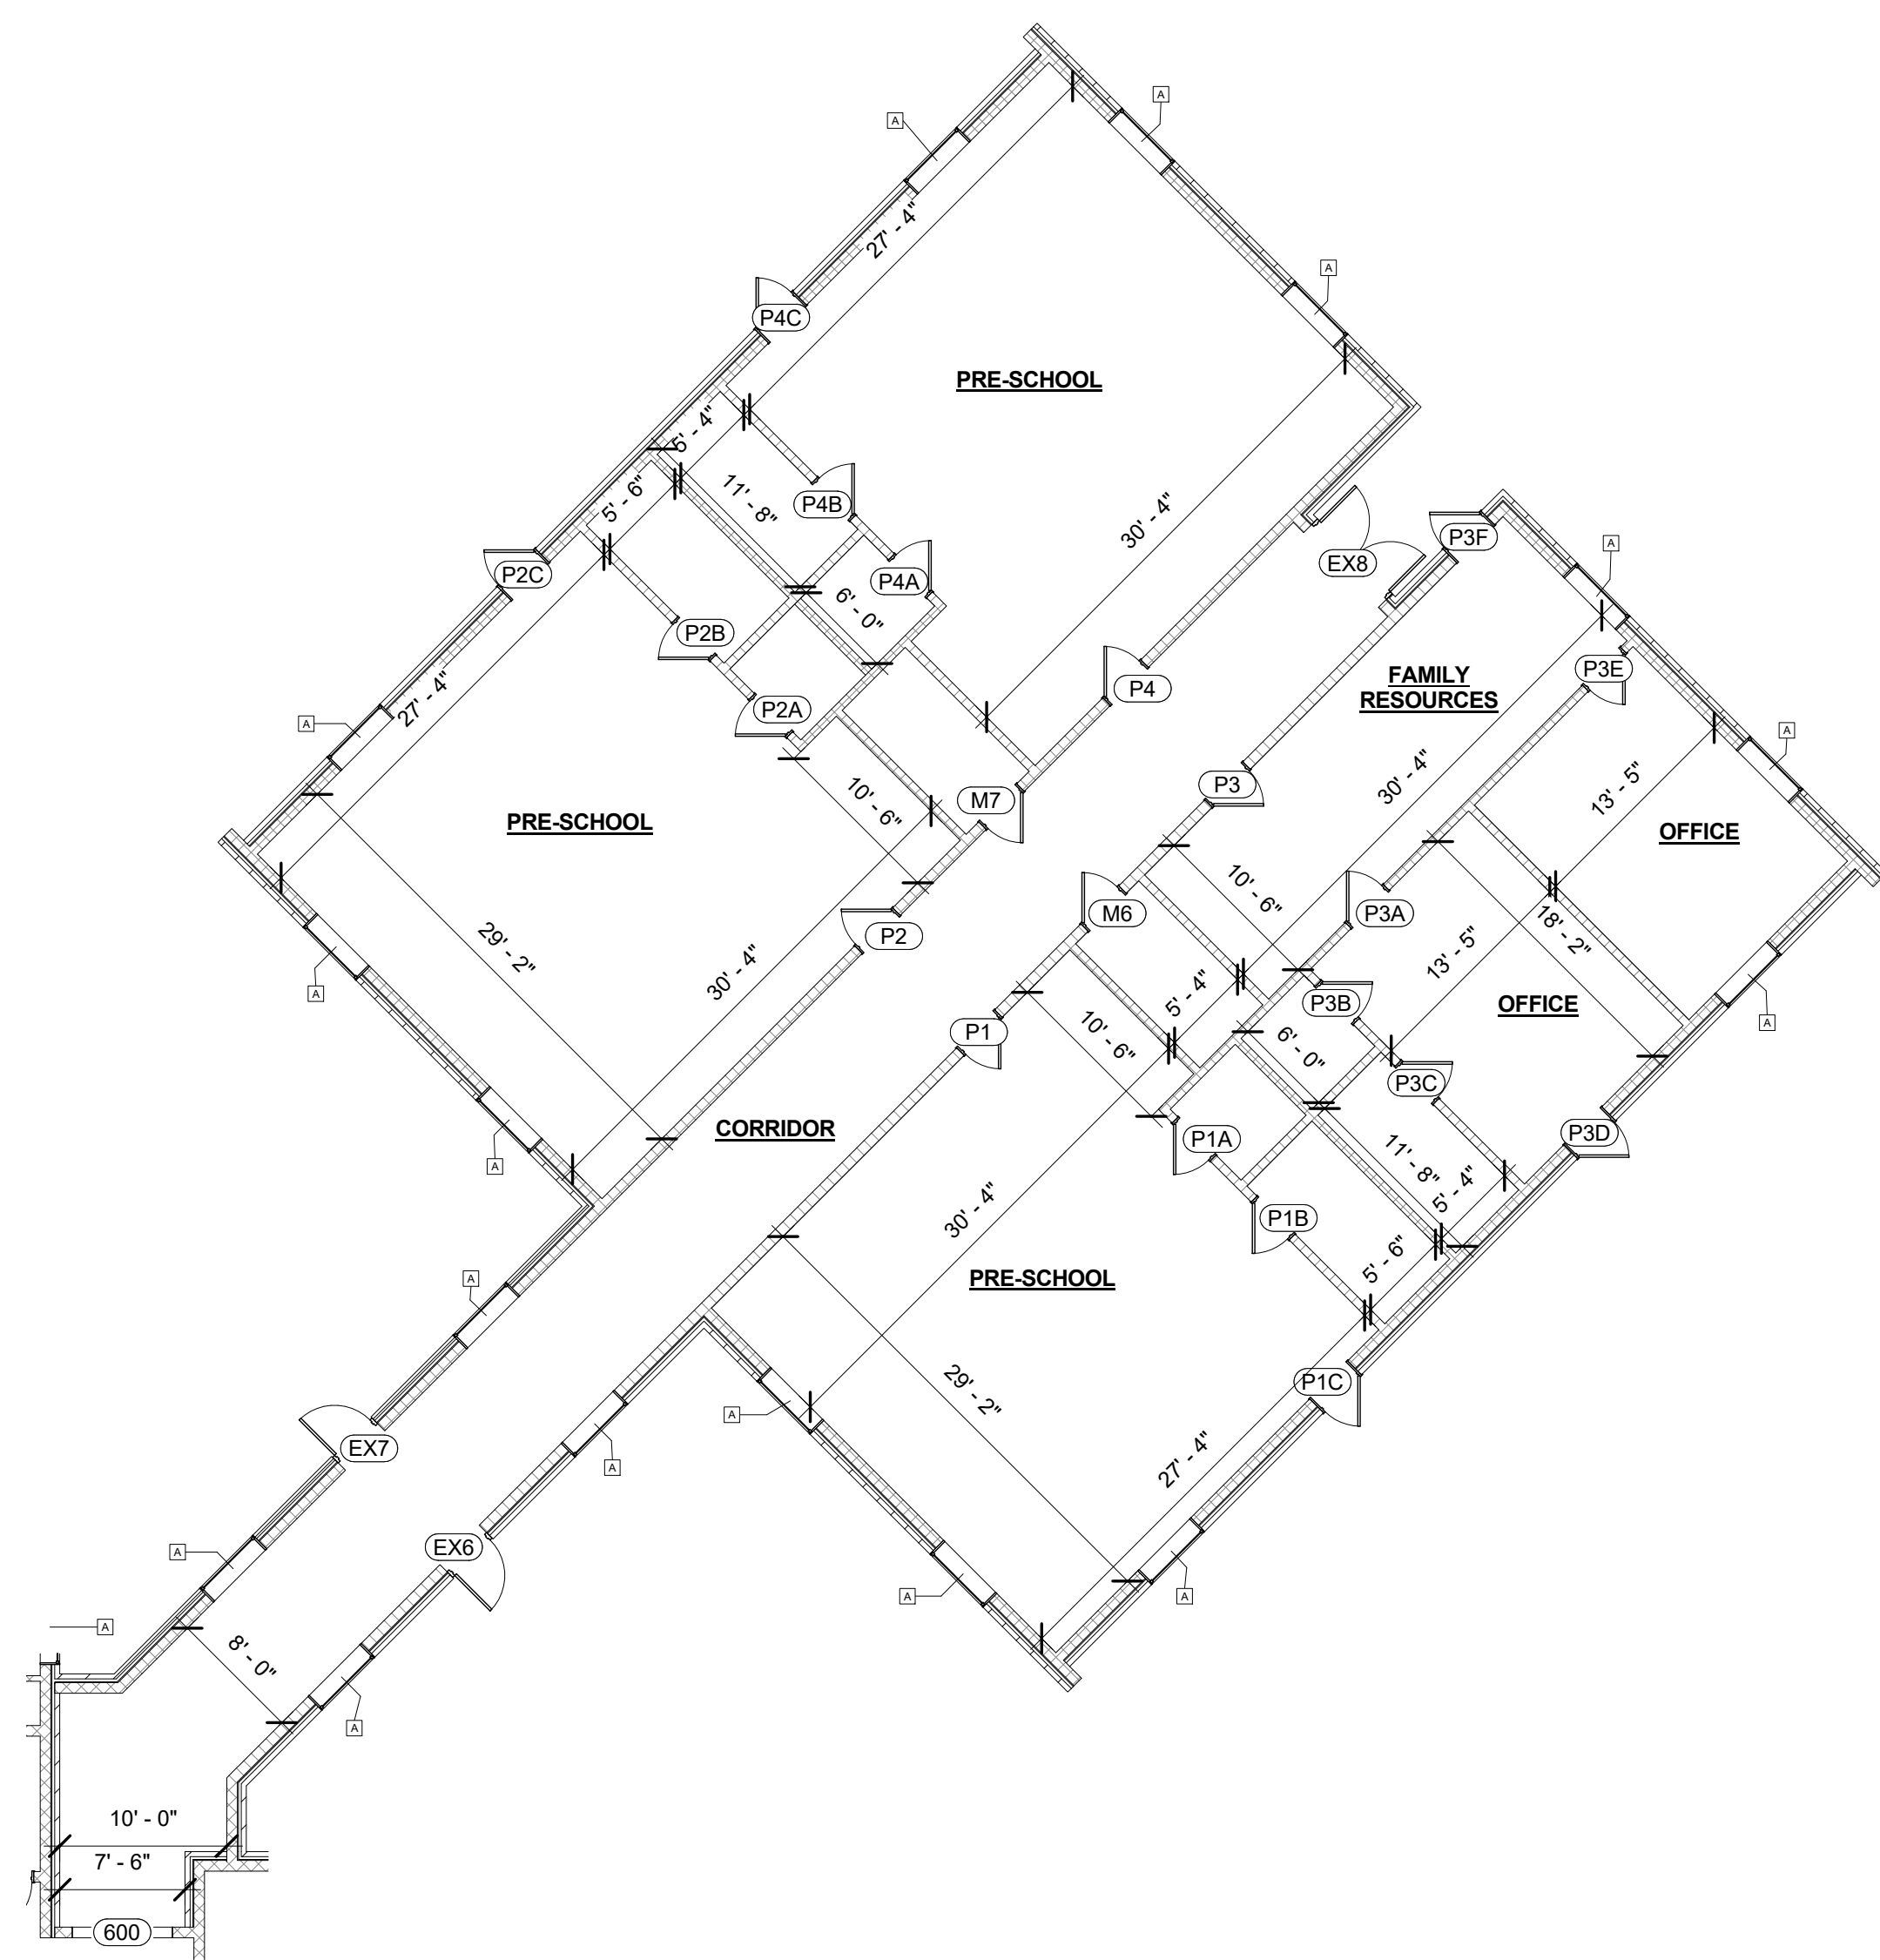 A
A
27' - 4"
A
P4C
PRE-SCHOOL
5' - 4"
11' - 8"
5' - 6"
P4B
30' - 4"
EX8
P3F
A
P2C
P4A
6' - 0"
P2B
P4
FAMILY
RESOURCES
P3E
27' - 4"
A
P2A
A
P3
M7
10' - 6"
30' - 4"
13' - 5"
PRE-SCHOOL
OFFICE
10' - 6"
M6
P3A
18' - 2"
P2
29' - 2"
30' - 4"
13' - 5"
A
5' - 4"
P3B
OFFICE
A
P1
10' - 6"
6' - 0"
P3C
CORRIDOR
P1A
P3D
A
11' - 8"
5' - 4"
30' - 4"
P1B
5' - 6"
A
PRE-SCHOOL
29' - 2"
P1C
A
EX7
27' - 4"
A
EX6
A
A
A
A
8' - 0"
A
10' - 0"
7' - 6"
600